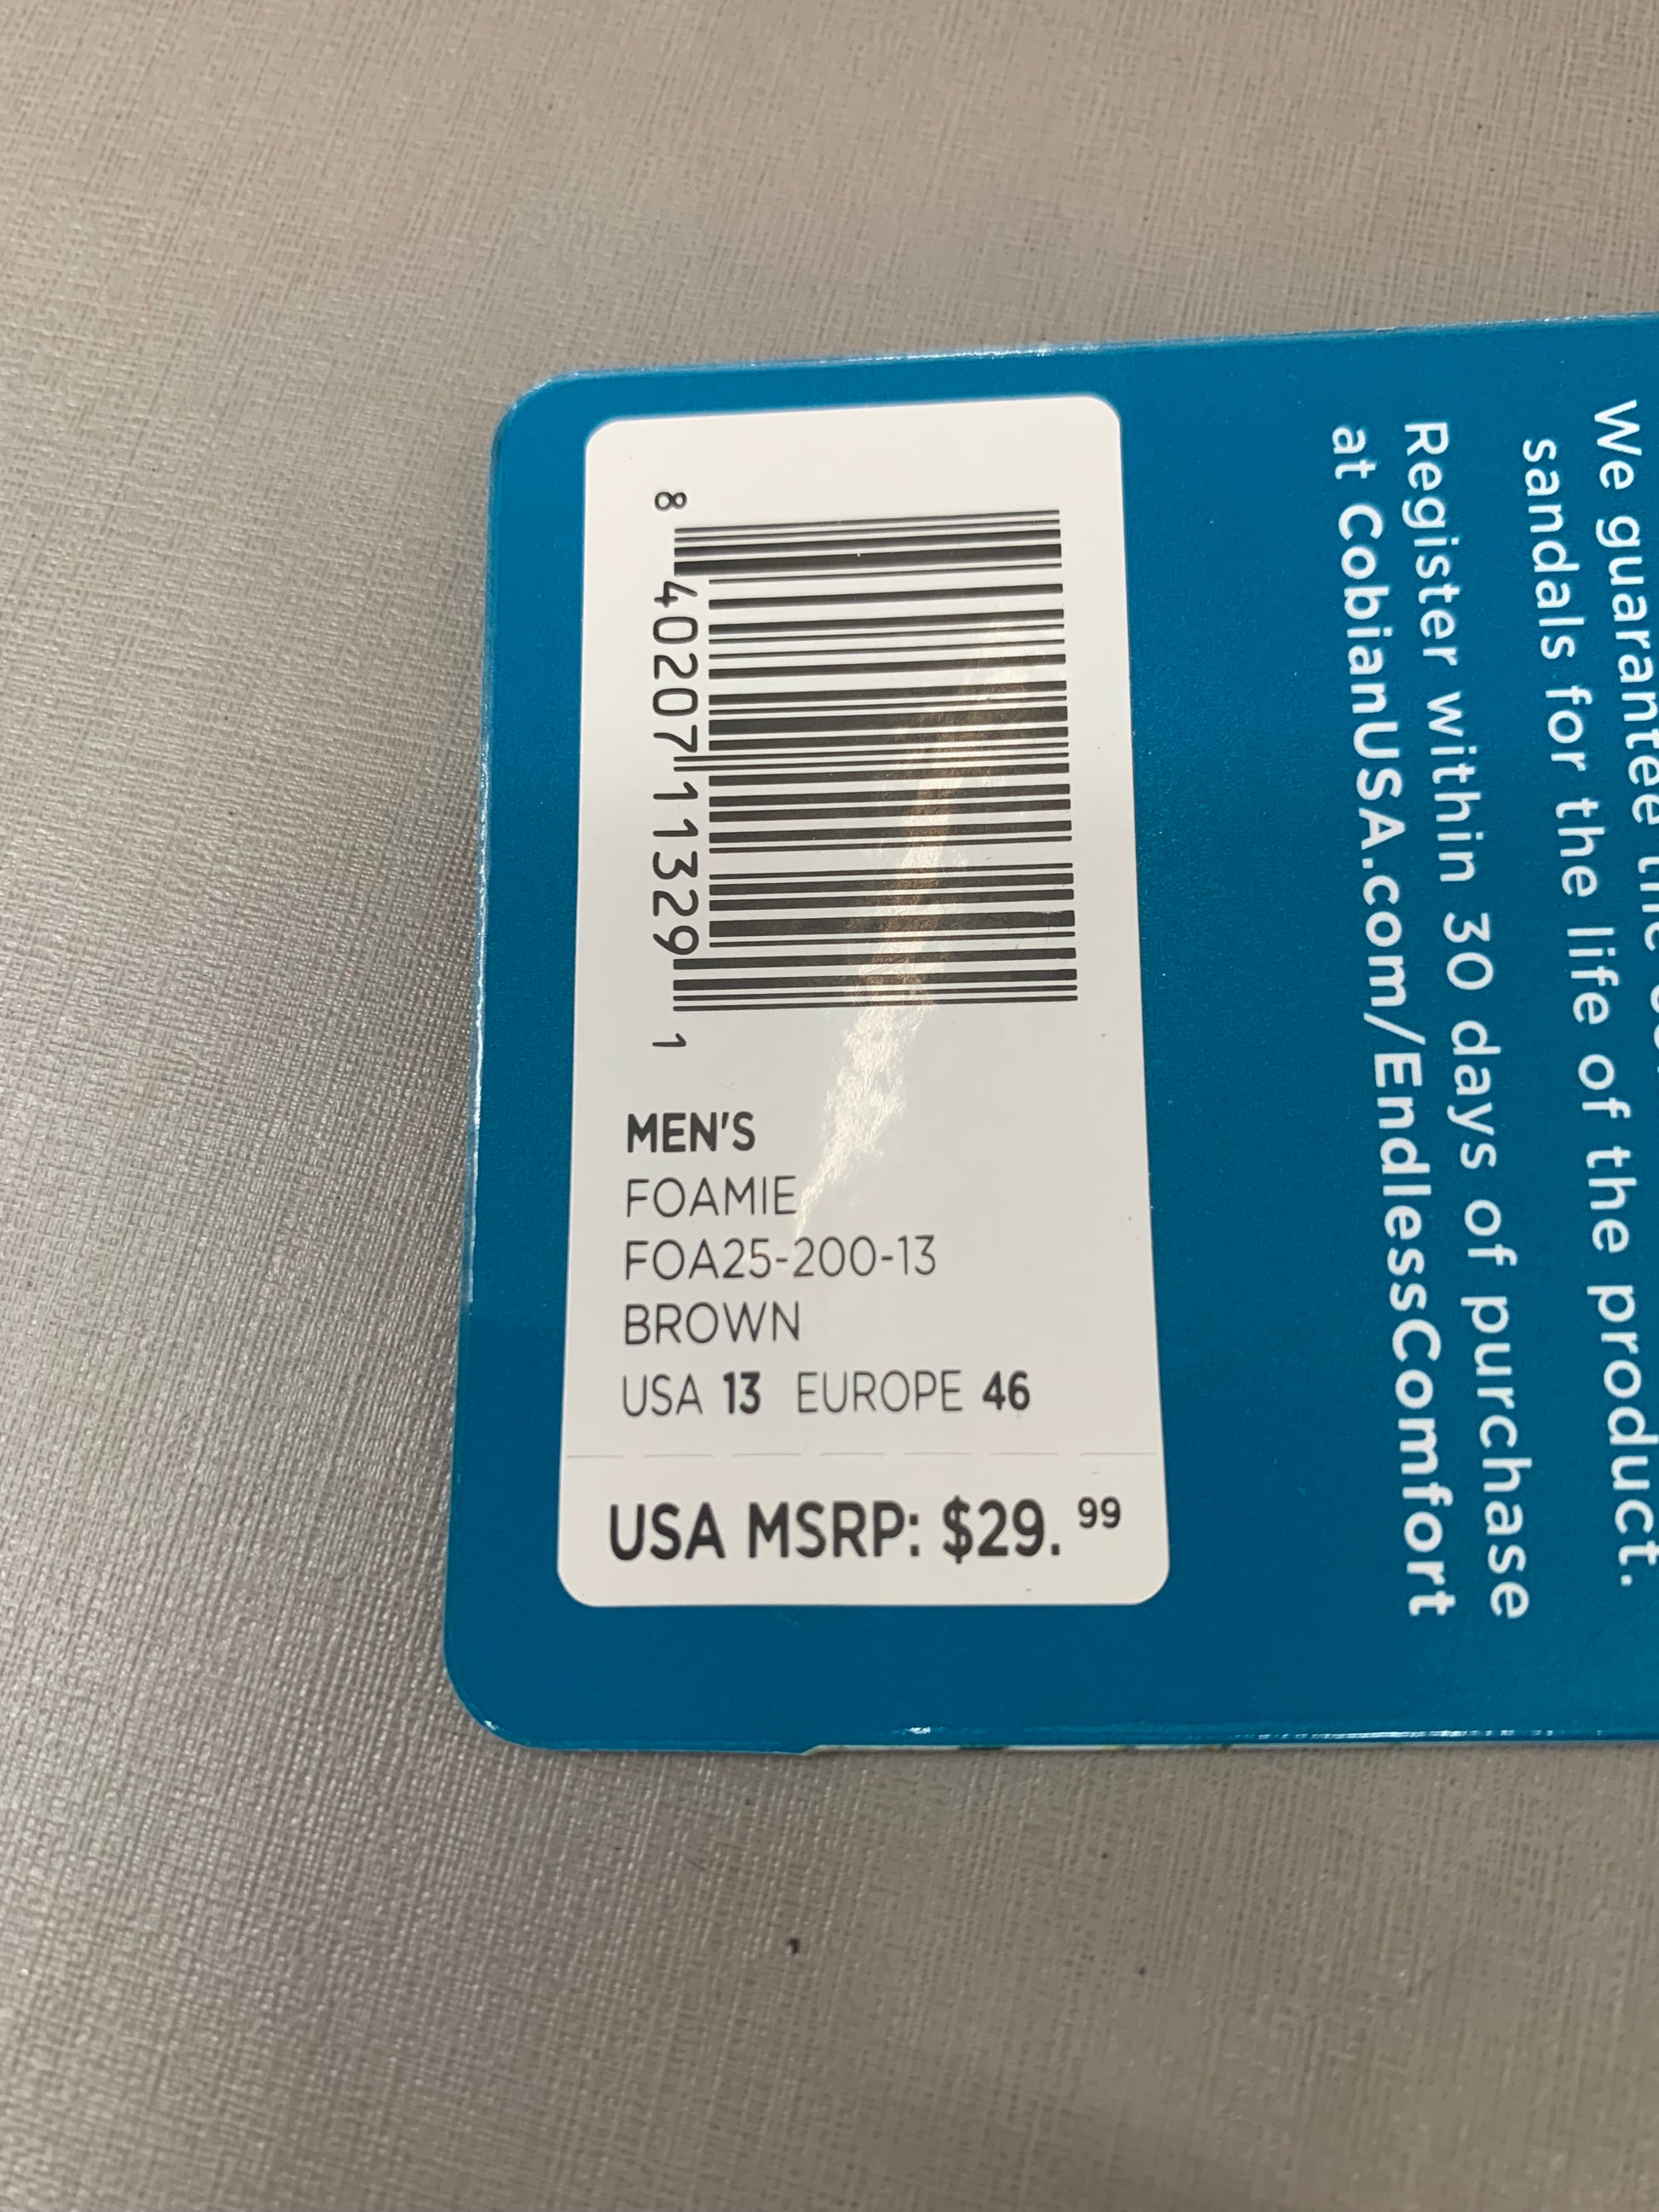 8 40207 11329 1
MEN'S
FOAMIE
FOA25-200-13
BROWN
USA 13 EUROPE 46
USA MSRP: $29.99
We guarantee the
sandals for the life of the product.
Register within 30 days of purchase
at CobianUSA.com/EndlessComfort